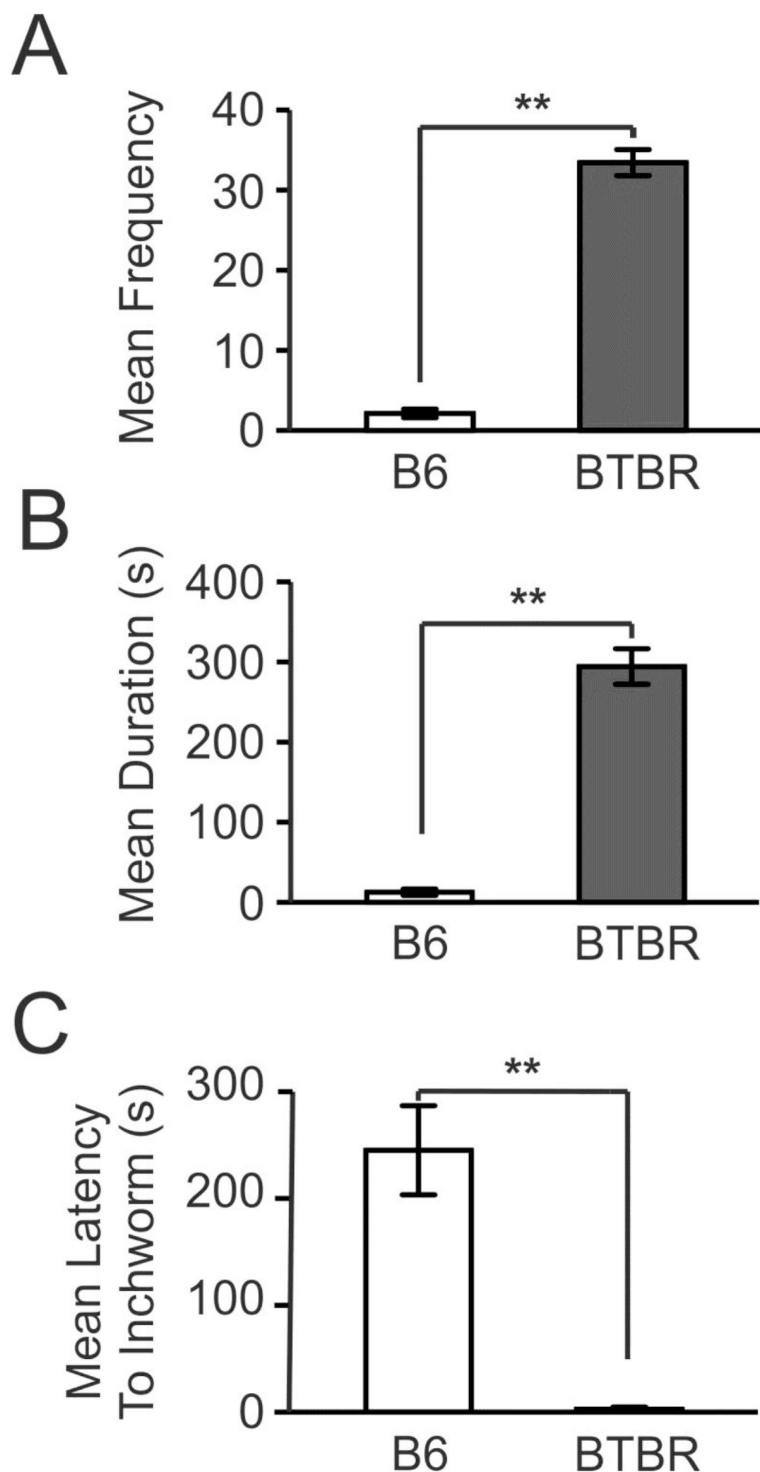 A
Mean Frequency
40
30
20
10
0
**
B6
BTBR
B
Mean Duration (s)
400
300
200
100
0
**
B6
BTBR
C
Mean Latency
To Inchworm (s)
300
200
100
0
**
B6
BTBR